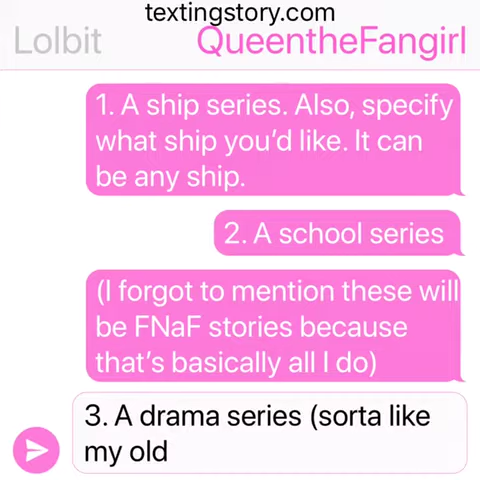 textingstory.com
Lolbit QueentheFangirl
1. A ship series. Also, specify
what ship you'd like. It can
be any ship.
2. A school series
(I forgot to mention these will
be FNaF stories because
that's basically all I do)
3. A drama series (sorta like
my old